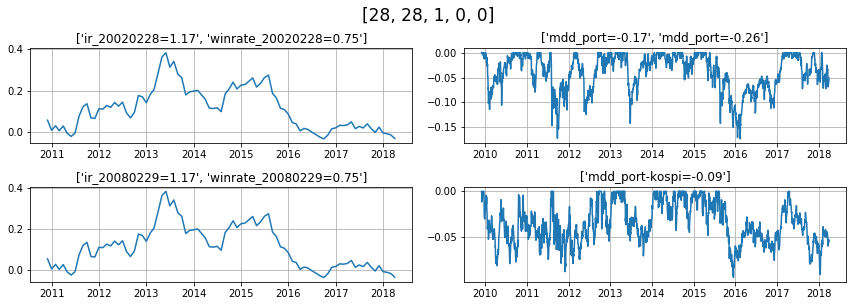 [28, 28, 1, 0, 0]
['ir_20020228=1.17', 'winrate_20020228=0.75']
0.4
0.2
0.0
2011 2012 2013 2014 2015 2016 2017 2018
['mdd_port=-0.17', 'mdd_port=-0.26']
0.00
−0.05
−0.10
−0.15
2010 2011 2012 2013 2014 2015 2016 2017 2018
['ir_20080229=1.17', 'winrate_20080229=0.75']
0.4
0.2
0.0
2011 2012 2013 2014 2015 2016 2017 2018
['mdd_port-kospi=-0.09']
0.00
−0.05
2010 2011 2012 2013 2014 2015 2016 2017 2018